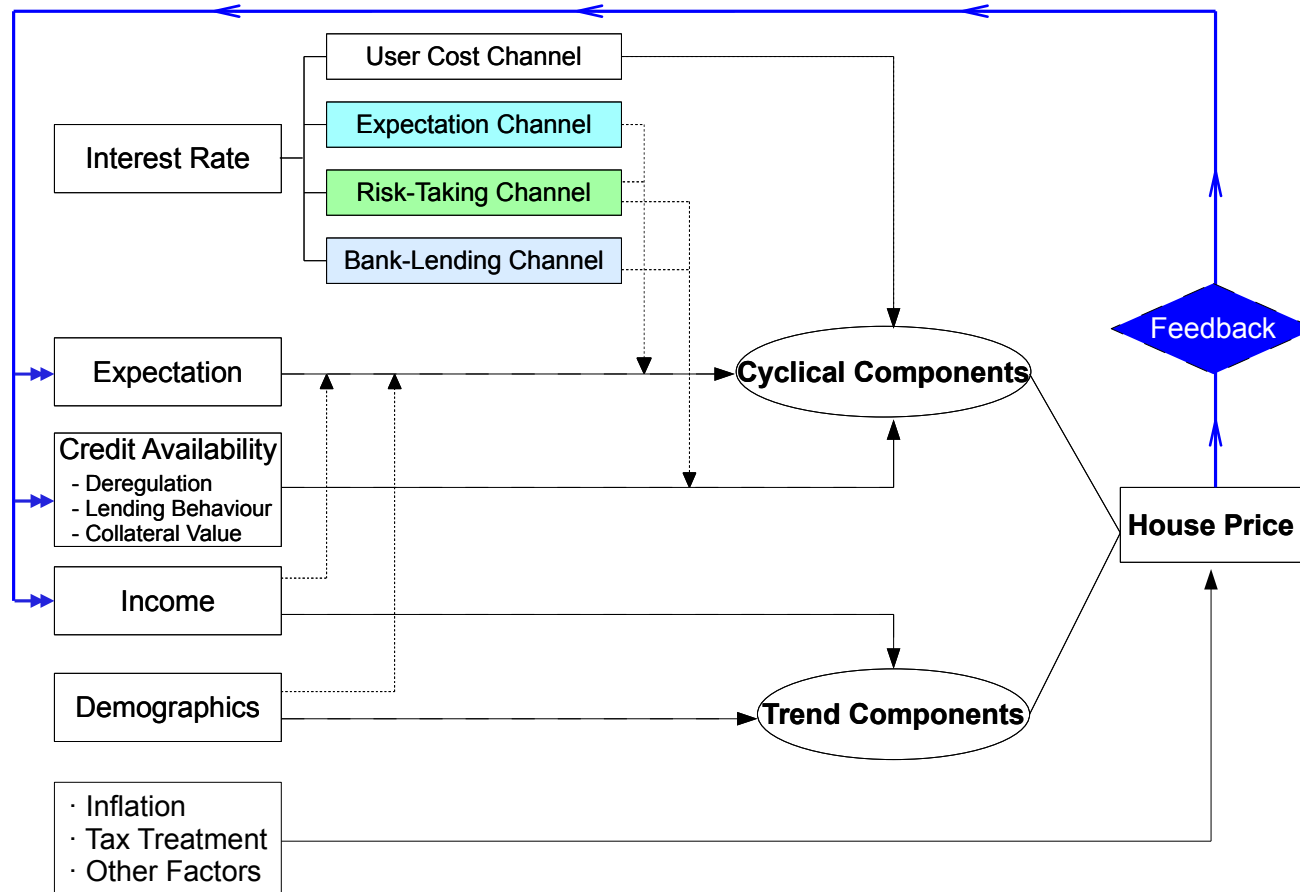 User Cost Channel
Expectation Channel
Interest Rate
Risk-Taking Channel
Bank-Lending Channel
Feedback
Expectation
Cyclical Components
Credit Availability
- Deregulation
- Lending Behaviour
- Collateral Value
House Price
Income
Demographics
Trend Components
· Inflation
· Tax Treatment
· Other Factors